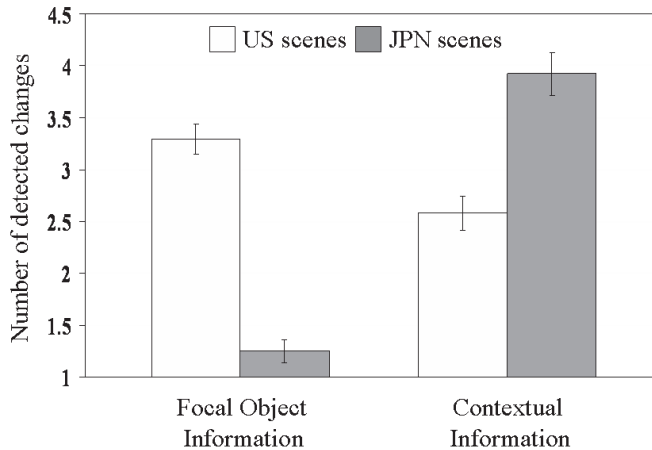 4.5
US scenes JPN scenes
4
3.5
3
2.5
2
1.5
1
Number of detected changes
Focal Object
Information
Contextual
Information